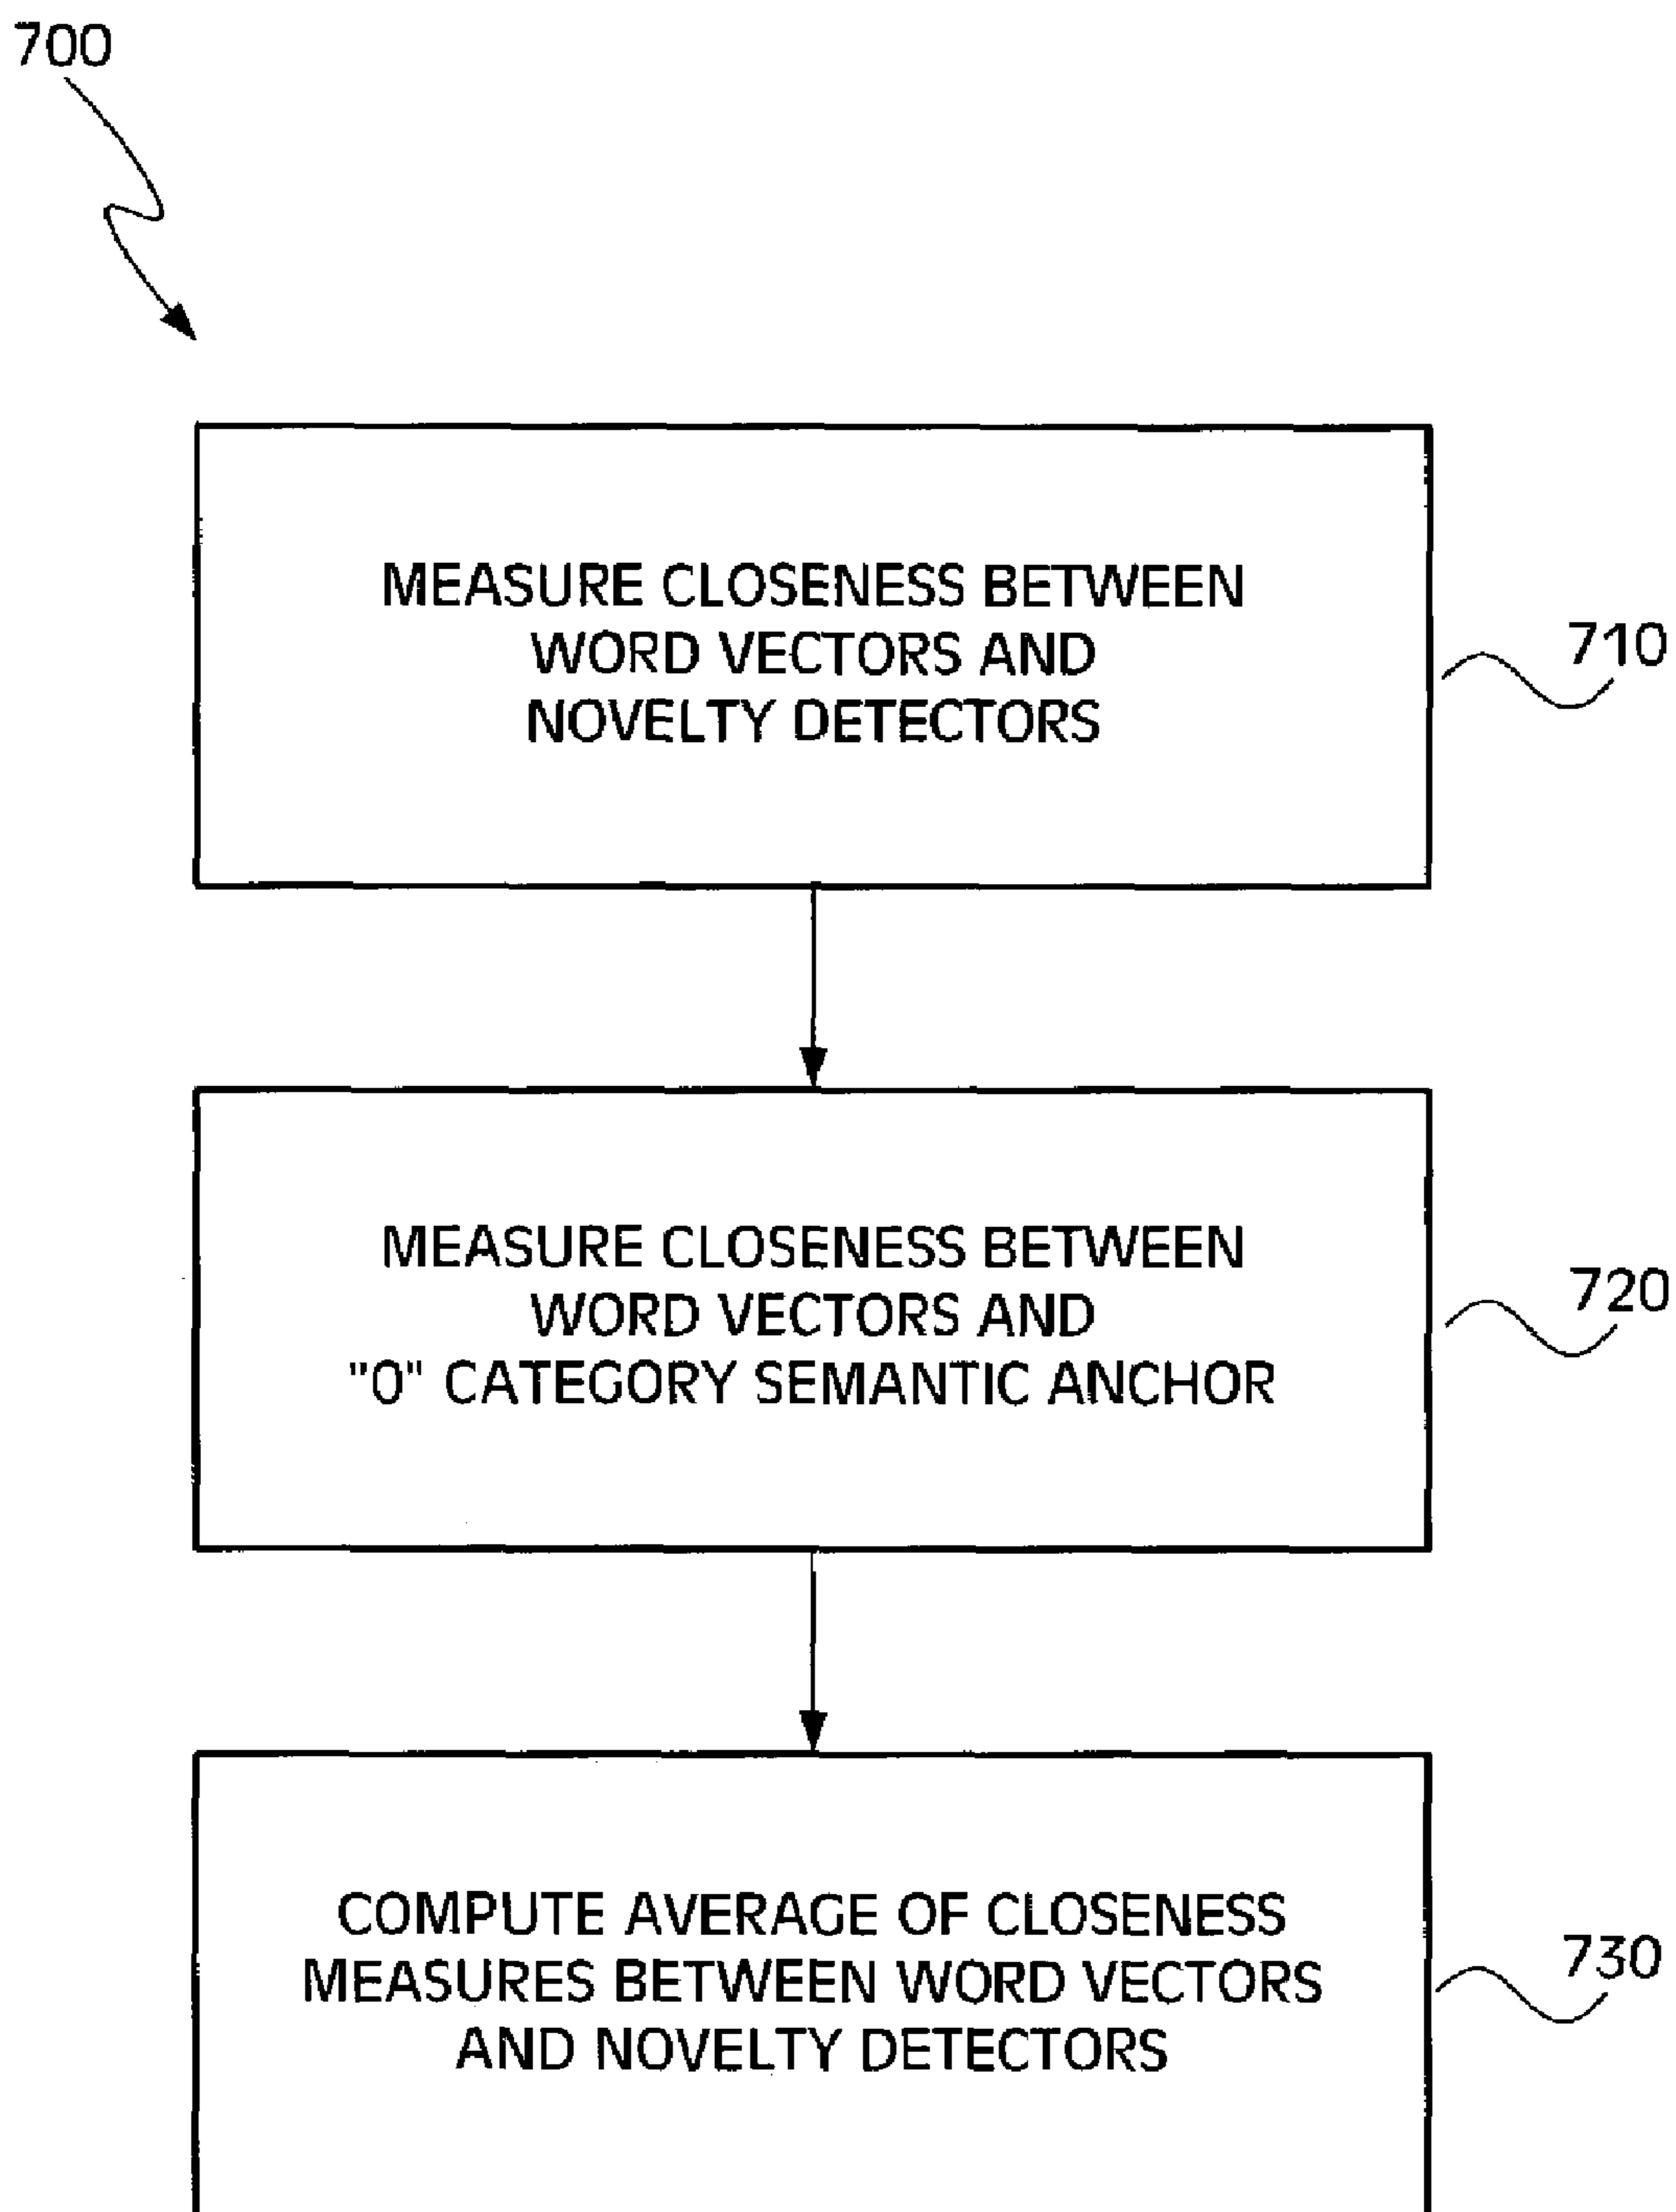 700
MEASURE CLOSENESS BETWEEN
WORD VECTORS AND
NOVELTY DETECTORS
710
MEASURE CLOSENESS BETWEEN
WORD VECTORS AND
"0" CATEGORY SEMANTIC ANCHOR
720
COMPUTE AVERAGE OF CLOSENESS
MEASURES BETWEEN WORD VECTORS
AND NOVELTY DETECTORS
730